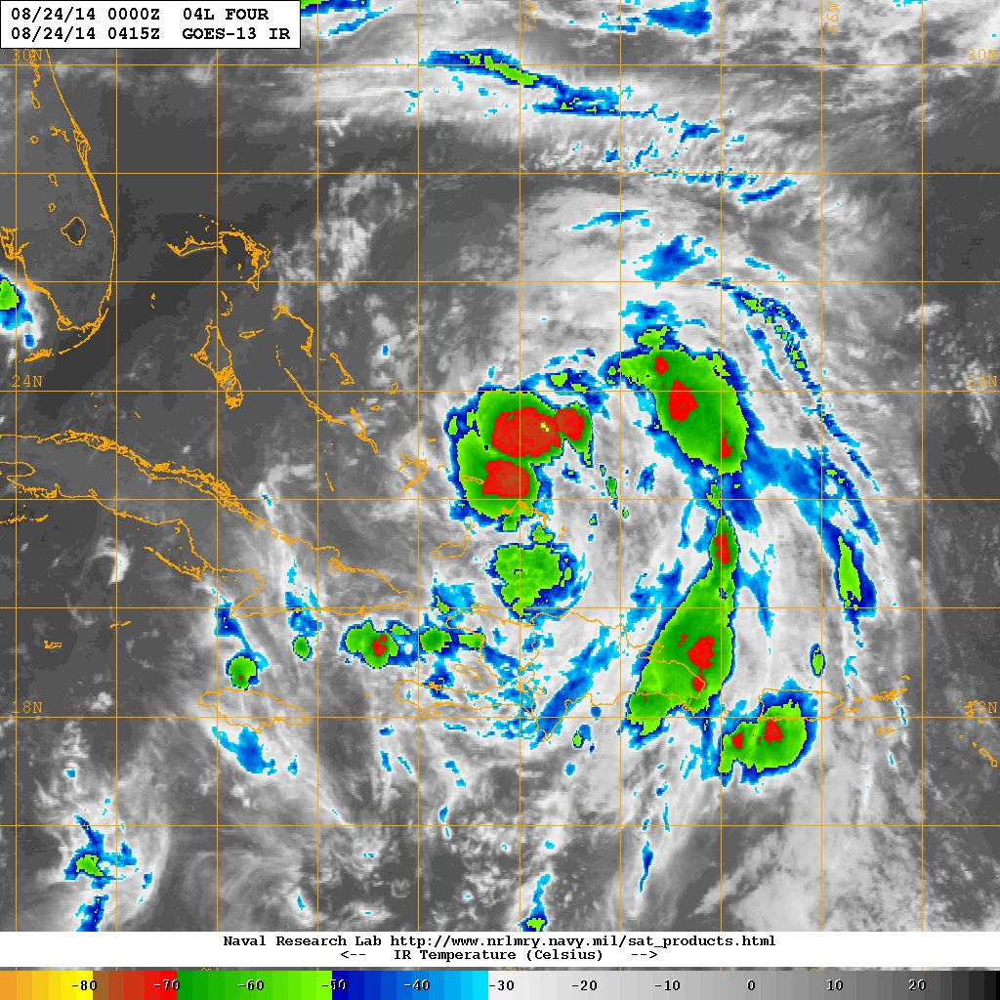 08/24/14 0000Z 04L FOUR
08/24/14 0415Z GOES-13 IR
30N 30N
24N 24N
18N 18N
Naval Research Lab http://www.nrlmry.navy.mil/sat_products.html
<-- IR Temperature (Celsius) -->
-80 -70 -60 -50 -40 -30 -20 -10 0 10 20